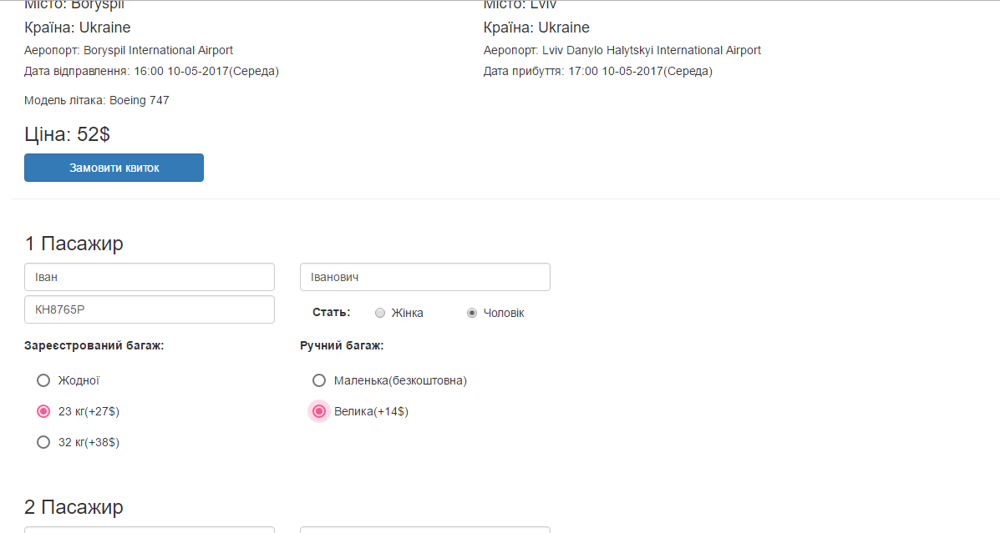 Місто: Boryspil
Місто: Lviv
Країна: Ukraine
Країна: Ukraine
Аеропорт: Boryspil International Airport
Аеропорт: Lviv Danylo Halytskyi International Airport
Дата відправлення: 16:00 10-05-2017(Середа)
Дата прибуття: 17:00 10-05-2017(Середа)
Модель літака: Boeing 747
Ціна: 52$
Замовити квиток
1 Пасажир
Іван
Іванович
КН8765Р
Стать:
Жінка
Чоловік
Зареєстрований багаж:
Ручний багаж:
Жодної
Маленька(безкоштовна)
23 кг(+27$)
Велика(+14$)
32 кг(+38$)
2 Пасажир